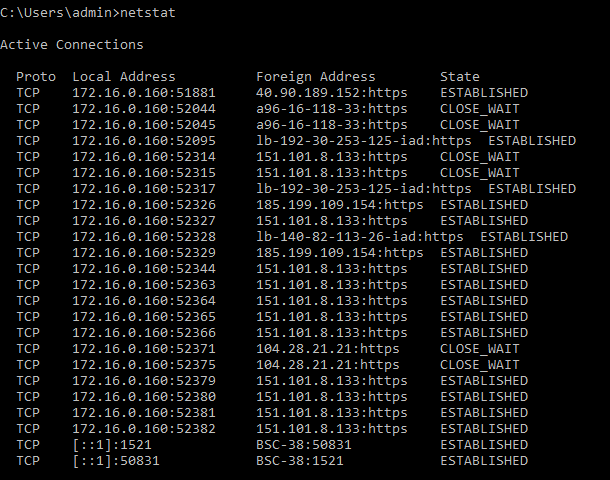 C:\Users\admin>netstat
Active Connections
Proto  Local Address          Foreign Address        State
TCP    172.16.0.160:51881     40.90.189.152:https    ESTABLISHED
TCP    172.16.0.160:52044     a96-16-118-33:https    CLOSE_WAIT
TCP    172.16.0.160:52045     a96-16-118-33:https    CLOSE_WAIT
TCP    172.16.0.160:52095     lb-192-30-253-125-iad:https  ESTABLISHED
TCP    172.16.0.160:52314     151.101.8.133:https    CLOSE_WAIT
TCP    172.16.0.160:52315     151.101.8.133:https    CLOSE_WAIT
TCP    172.16.0.160:52317     lb-192-30-253-125-iad:https  ESTABLISHED
TCP    172.16.0.160:52326     185.199.109.154:https  ESTABLISHED
TCP    172.16.0.160:52327     151.101.8.133:https    ESTABLISHED
TCP    172.16.0.160:52328     lb-140-82-113-26-iad:https  ESTABLISHED
TCP    172.16.0.160:52329     185.199.109.154:https  ESTABLISHED
TCP    172.16.0.160:52344     151.101.8.133:https    ESTABLISHED
TCP    172.16.0.160:52363     151.101.8.133:https    ESTABLISHED
TCP    172.16.0.160:52364     151.101.8.133:https    ESTABLISHED
TCP    172.16.0.160:52365     151.101.8.133:https    ESTABLISHED
TCP    172.16.0.160:52366     151.101.8.133:https    ESTABLISHED
TCP    172.16.0.160:52371     104.28.21.21:https     CLOSE_WAIT
TCP    172.16.0.160:52375     104.28.21.21:https     CLOSE_WAIT
TCP    172.16.0.160:52379     151.101.8.133:https    ESTABLISHED
TCP    172.16.0.160:52380     151.101.8.133:https    ESTABLISHED
TCP    172.16.0.160:52381     151.101.8.133:https    ESTABLISHED
TCP    172.16.0.160:52382     151.101.8.133:https    ESTABLISHED
TCP    [::1]:1521             BSC-38:50831           ESTABLISHED
TCP    [::1]:50831            BSC-38:1521            ESTABLISHED